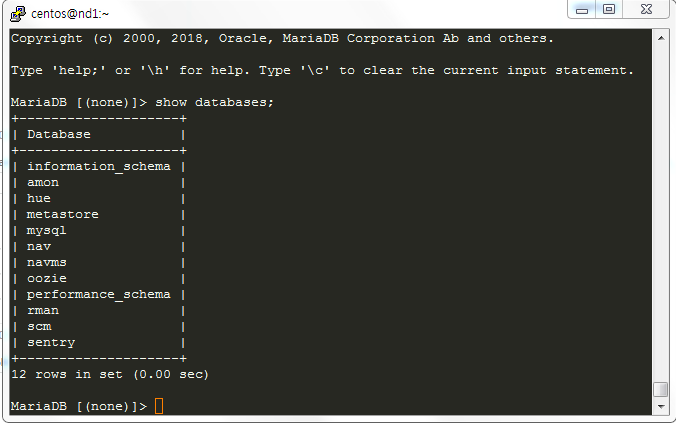 centos@nd1:~
Copyright (c) 2000, 2018, Oracle, MariaDB Corporation Ab and others.
Type 'help;' or '\h' for help. Type '\c' to clear the current input statement.
MariaDB [(none)]> show databases;
+--------------------+
| Database           |
+--------------------+
| information_schema |
| amon               |
| hue                |
| metastore          |
| mysql              |
| nav                |
| navms              |
| oozie              |
| performance_schema |
| rman               |
| scm                |
| sentry             |
+--------------------+
12 rows in set (0.00 sec)
MariaDB [(none)]>